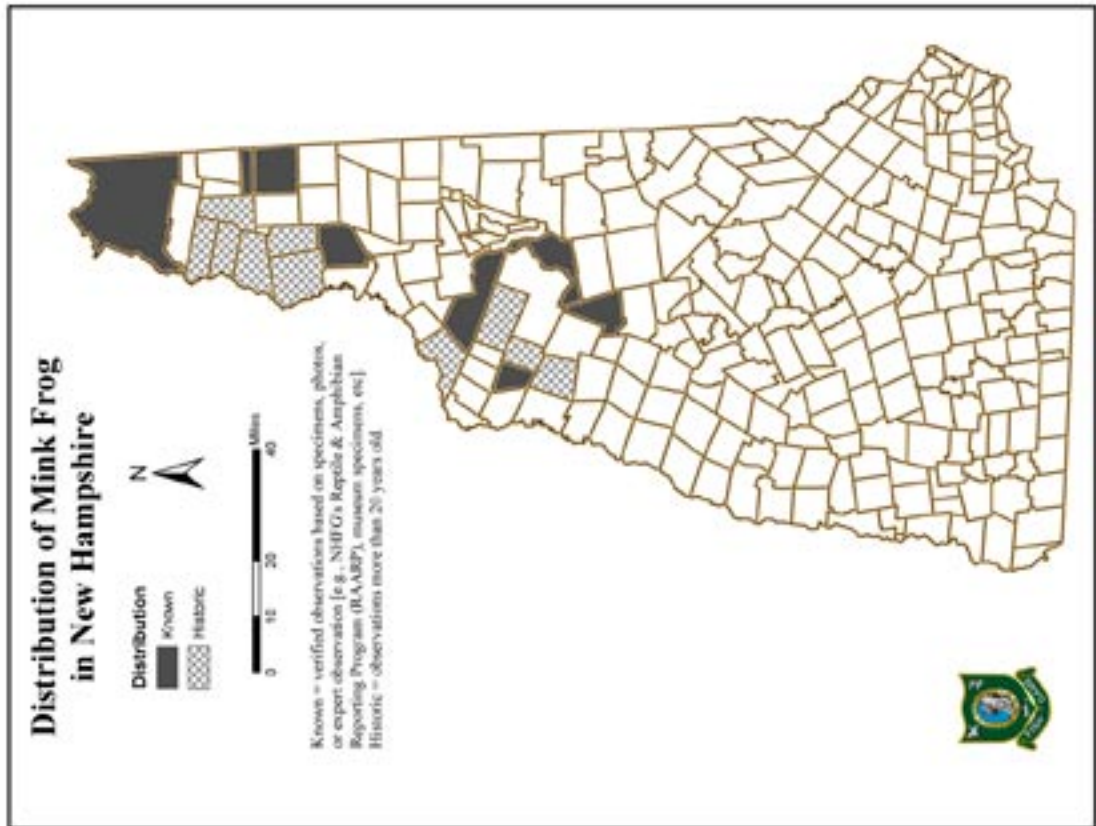 Distribution of Mink Frog
in New Hampshire
N
Distribution
Known
Historic
0 10 20 40
Miles
Known = verified observations based on specimens, photos,
or expert observation [e.g., NHFG's Reptile & Amphibian
Reporting Program (RAARP), museum specimens, etc]
Historic = observations more than 20 years old.